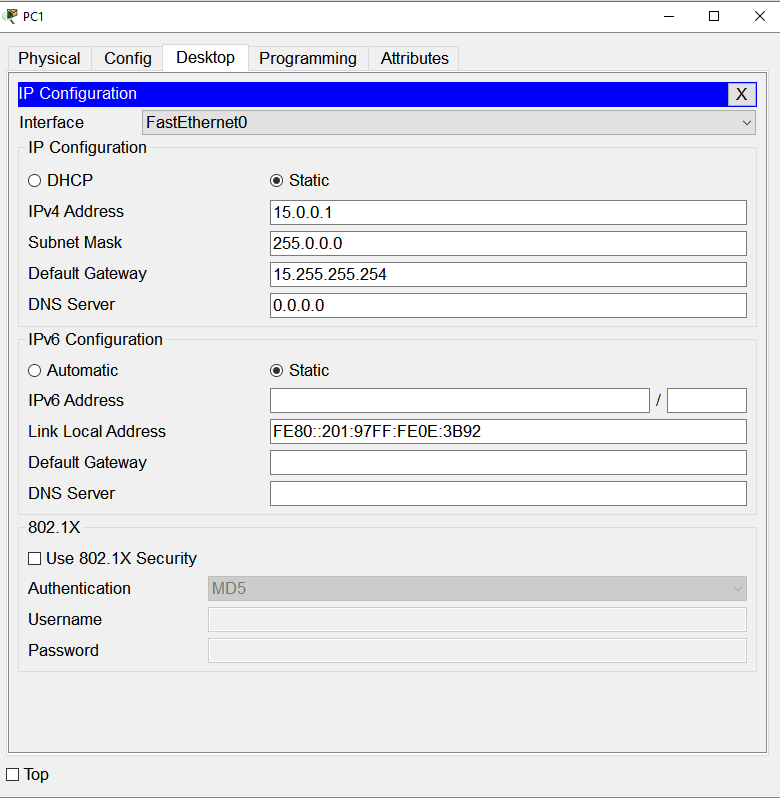 PC1
Physical Config Desktop Programming Attributes
IP Configuration X
Interface FastEthernet0
IP Configuration
DHCP Static
IPv4 Address 15.0.0.1
Subnet Mask 255.0.0.0
Default Gateway 15.255.255.254
DNS Server 0.0.0.0
IPv6 Configuration
Automatic Static
IPv6 Address /
Link Local Address FE80::201:97FF:FE0E:3B92
Default Gateway
DNS Server
802.1X
Use 802.1X Security
Authentication MD5
Username
Password
Top